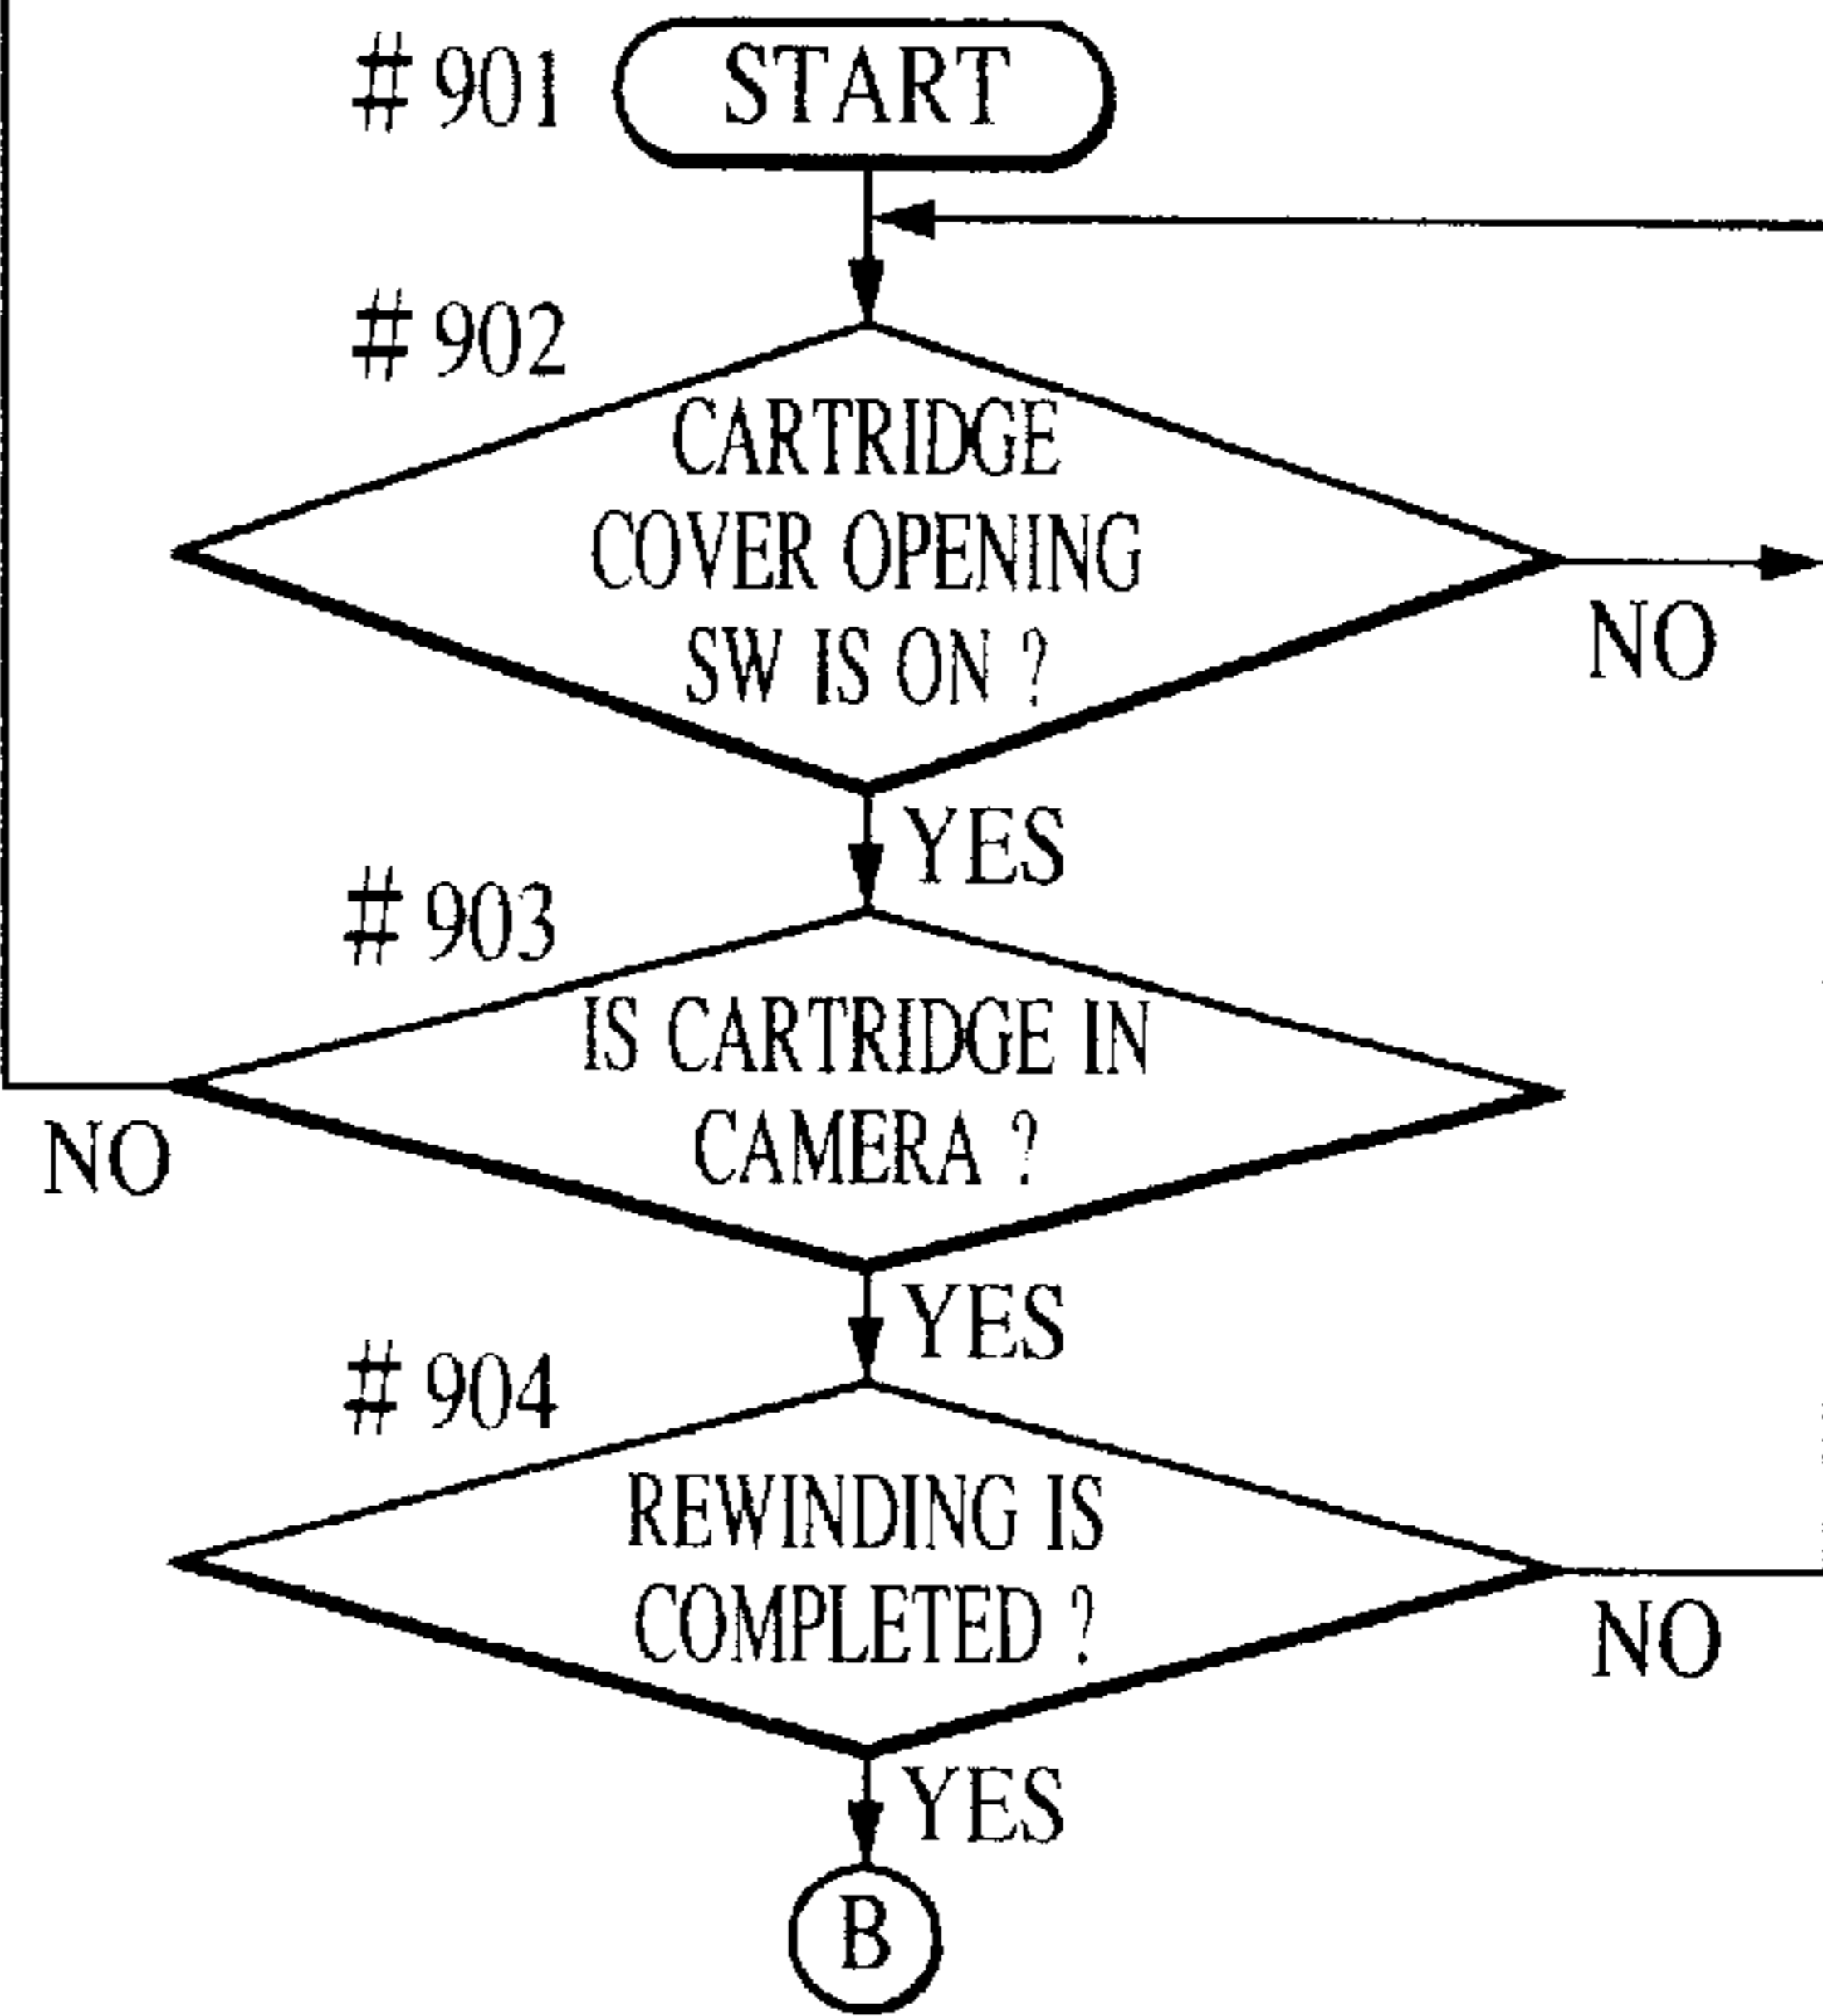 # 901 START
# 902
CARTRIDGE
COVER OPENING
SW IS ON ?
NO
YES
# 903
IS CARTRIDGE IN
CAMERA ?
NO
YES
# 904
REWINDING IS
COMPLETED ?
NO
YES
B